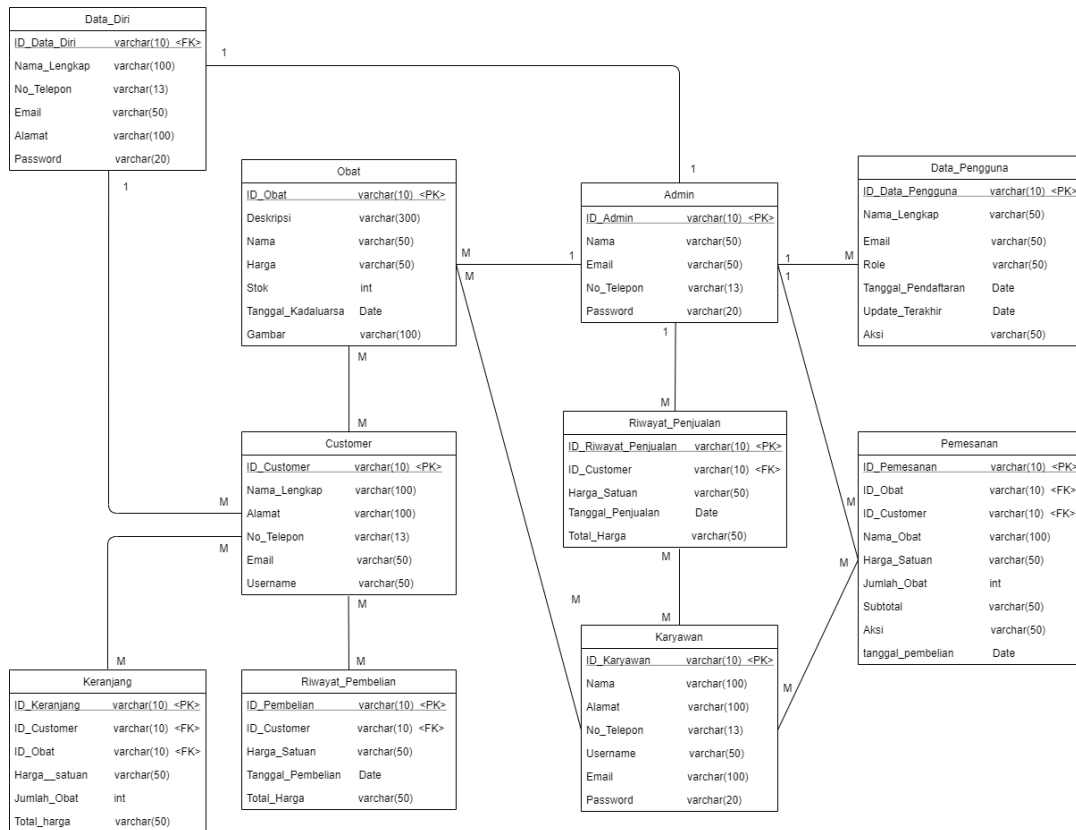 Data_Diri
ID_Data_Diri varchar(10) <FK>
Nama_Lengkap varchar(100)
No_Telepon varchar(13)
Email varchar(50)
Alamat varchar(100)
Password varchar(20)
1
1
1
M
Obat
ID_Obat varchar(10) <PK>
Deskripsi varchar(300)
Nama varchar(50)
Harga varchar(50)
Stok int
Tanggal_Kadaluarsa Date
Gambar varchar(100)
M
1
M
M
M
M
Admin
ID_Admin varchar(10) <PK>
Nama varchar(50)
Email varchar(50)
No_Telepon varchar(13)
Password varchar(20)
1
M
1
M
1
M
Data_Pengguna
ID_Data_Pengguna varchar(10) <PK>
Nama_Lengkap varchar(50)
Email varchar(50)
Role varchar(50)
Tanggal_Pendaftaran Date
Update_Terakhir Date
Aksi varchar(50)
Customer
ID_Customer varchar(10) <PK>
Nama_Lengkap varchar(100)
Alamat varchar(100)
No_Telepon varchar(13)
Email varchar(50)
Username varchar(50)
M
M
M
M
Riwayat_Penjualan
ID_Riwayat_Penjualan varchar(10) <PK>
ID_Customer varchar(10) <FK>
Harga_Satuan varchar(50)
Tanggal_Penjualan Date
Total_Harga varchar(50)
M
M
Pemesanan
ID_Pemesanan varchar(10) <PK>
ID_Obat varchar(10) <FK>
ID_Customer varchar(10) <FK>
Nama_Obat varchar(100)
Harga_Satuan varchar(50)
Jumlah_Obat int
Subtotal varchar(50)
Aksi varchar(50)
tanggal_pembelian Date
M
M
Keranjang
ID_Keranjang varchar(10) <PK>
ID_Customer varchar(10) <FK>
ID_Obat varchar(10) <FK>
Harga__satuan varchar(50)
Jumlah_Obat int
Total_harga varchar(50)
Riwayat_Pembelian
ID_Pembelian varchar(10) <PK>
ID_Customer varchar(10) <FK>
Harga_Satuan varchar(50)
Tanggal_Pembelian Date
Total_Harga varchar(50)
Karyawan
ID_Karyawan varchar(10) <PK>
Nama varchar(100)
Alamat varchar(100)
No_Telepon varchar(13)
Username varchar(50)
Email varchar(100)
Password varchar(20)